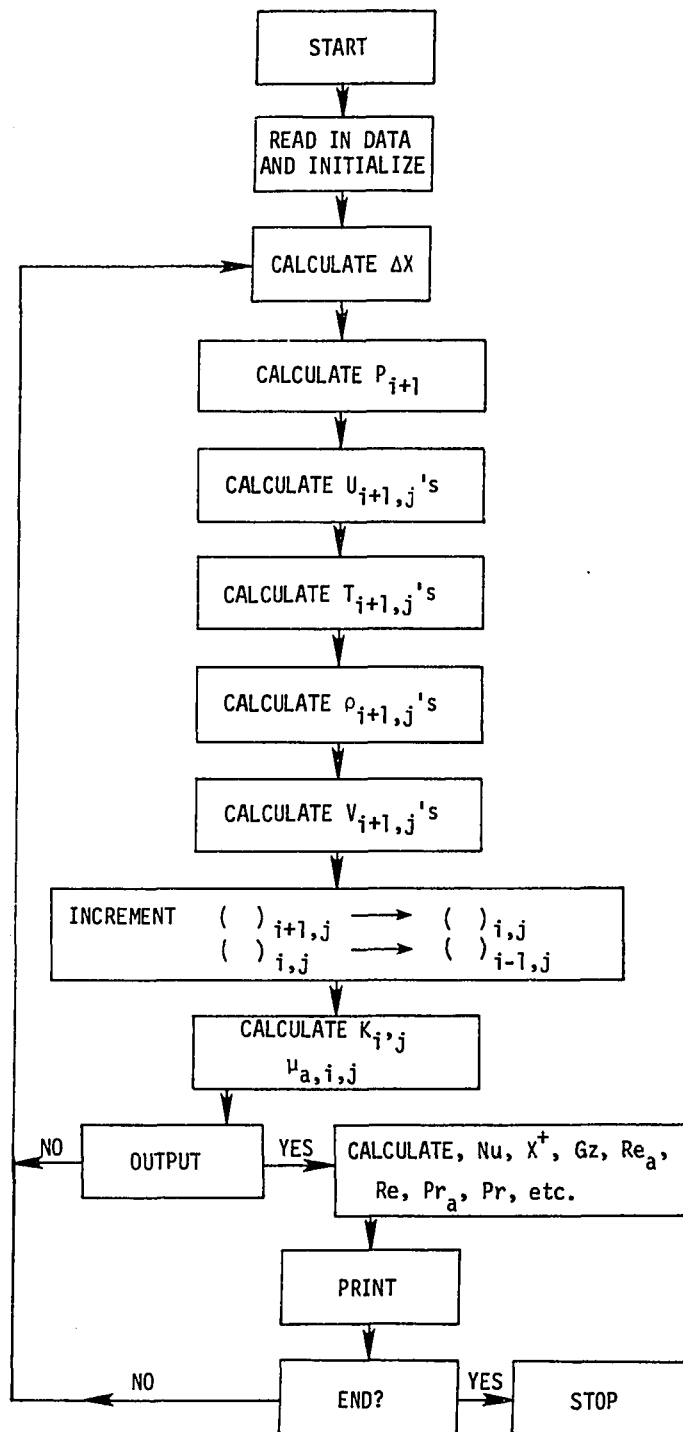 START
READ IN DATA
AND INITIALIZE
CALCULATE ΔX
CALCULATE P_{i+1}
CALCULATE U_{i+1,j}'s
CALCULATE T_{i+1,j}'s
CALCULATE ρ_{i+1,j}'s
CALCULATE V_{i+1,j}'s
INCREMENT ( )_{i+1,j} → ( )_{i,j}
( )_{i,j} → ( )_{i-1,j}
CALCULATE K_{i,j}
μ_{a,i,j}
NO OUTPUT YES CALCULATE, Nu, X^+, Gz, Re_a,
Re, Pr_a, Pr, etc.
PRINT
NO END? YES STOP